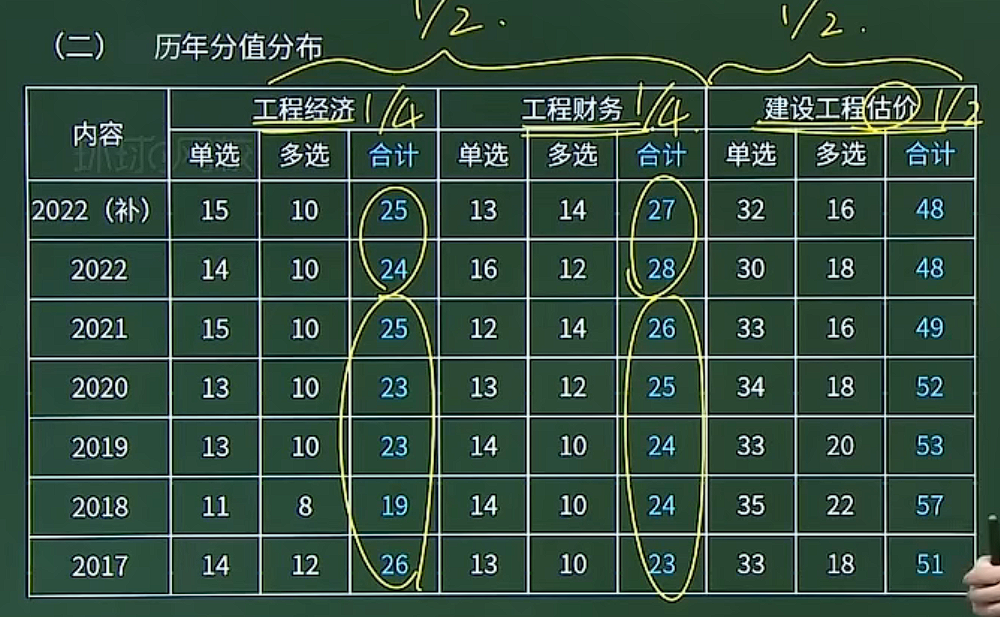 1/2.
1/2.
（二） 历年分值分布
内容 工程经济 1/4 工程财务 1/4. 建设工程估价 1/2
单选 多选 合计 单选 多选 合计 单选 多选 合计
2022（补） 15 10 25 13 14 27 32 16 48
2022 14 10 24 16 12 28 30 18 48
2021 15 10 25 12 14 26 33 16 49
2020 13 10 23 13 12 25 34 18 52
2019 13 10 23 14 10 24 33 20 53
2018 11 8 19 14 10 24 35 22 57
2017 14 12 26 13 10 23 33 18 51